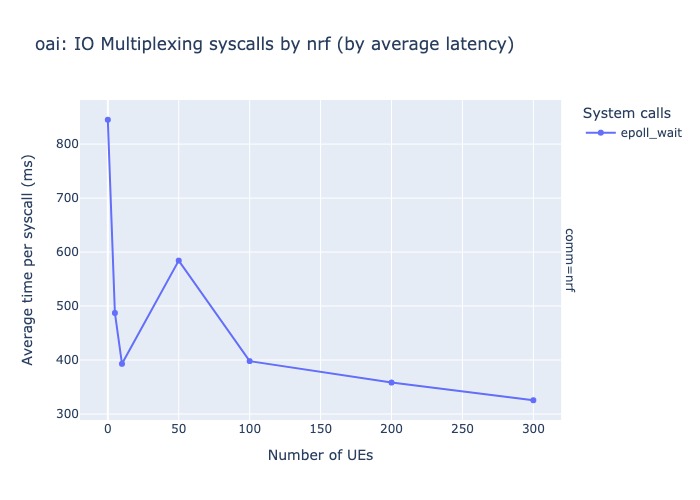 oai: IO Multiplexing syscalls by nrf (by average latency)
System calls
epoll_wait
Average time per syscall (ms)
800
700
600
500
400
300
comm=nrf
0
50
100
150
200
250
300
Number of UEs